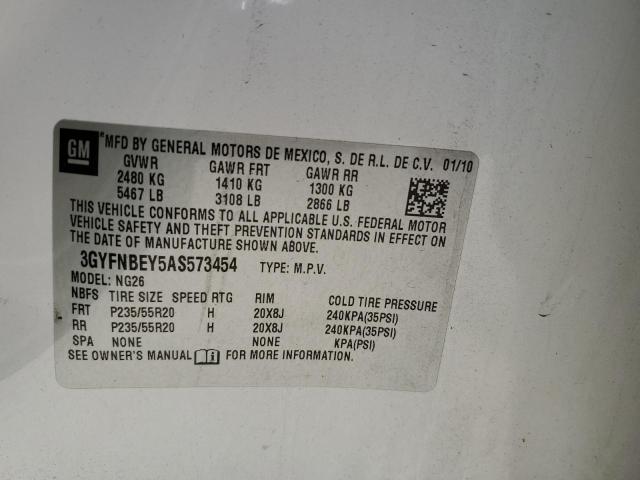 GM
MFD BY GENERAL MOTORS DE MEXICO, S. DE R.L. DE C.V. 01/10
GVWR GAWR FRT GAWR RR
2480 KG 1410 KG 1300 KG
5467 LB 3108 LB 2866 LB
THIS VEHICLE CONFORMS TO ALL APPLICABLE U.S. FEDERAL MOTOR
VEHICLE SAFETY AND THEFT PREVENTION STANDARDS IN EFFECT ON
THE DATE OF MANUFACTURE SHOWN ABOVE.
3GYFNBEY5AS573454 TYPE: M.P.V.
MODEL: NG26
NBFS TIRE SIZE SPEED RTG RIM COLD TIRE PRESSURE
FRT P235/55R20 H 20X8J 240KPA(35PSI)
RR P235/55R20 H 20X8J 240KPA(35PSI)
SPA NONE NONE KPA(PSI)
SEE OWNER'S MANUAL FOR MORE INFORMATION.